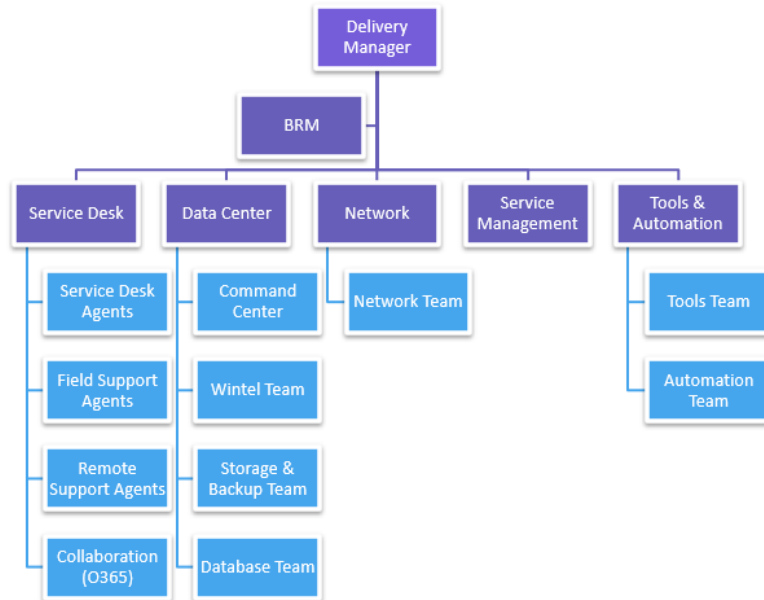 Delivery
Manager
BRM
Service Desk
Data Center
Network
Service
Management
Tools &
Automation
Service Desk
Agents
Command
Center
Network Team
Tools Team
Field Support
Agents
Wintel Team
Automation
Team
Remote
Support Agents
Storage &
Backup Team
Collaboration
(O365)
Database Team